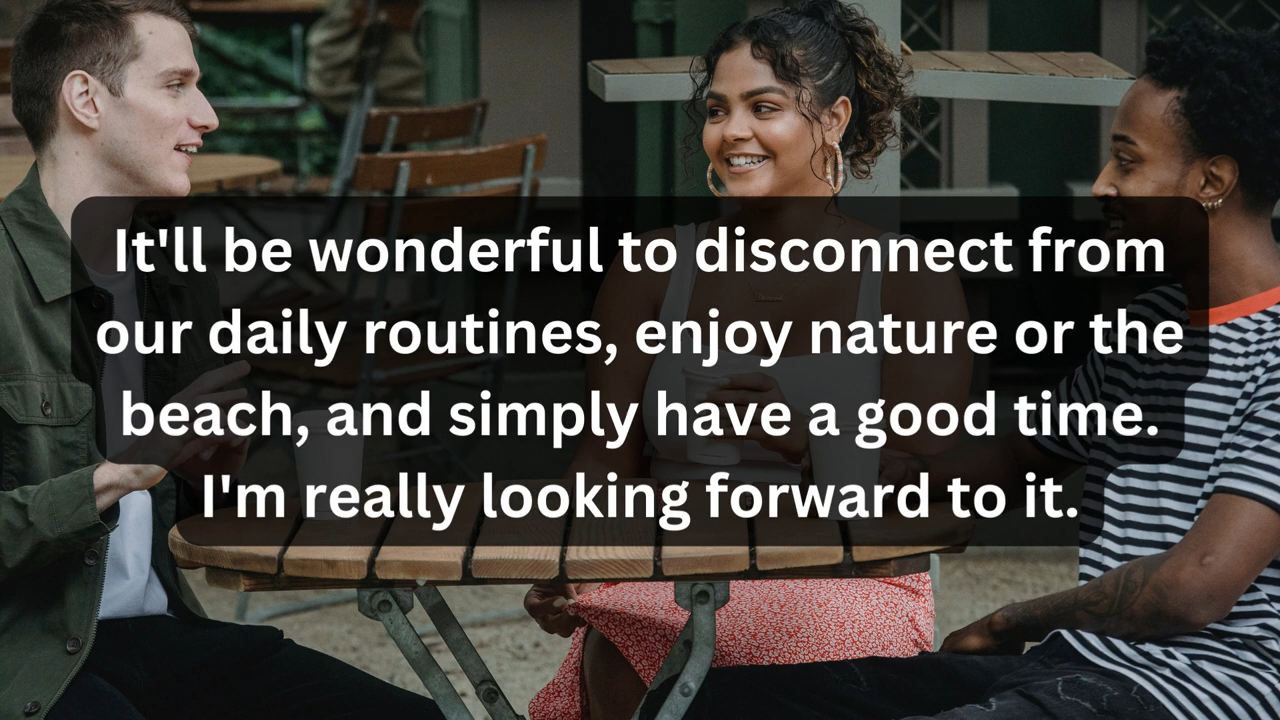 It'll be wonderful to disconnect from
our daily routines, enjoy nature or the
beach, and simply have a good time.
I'm really looking forward to it.